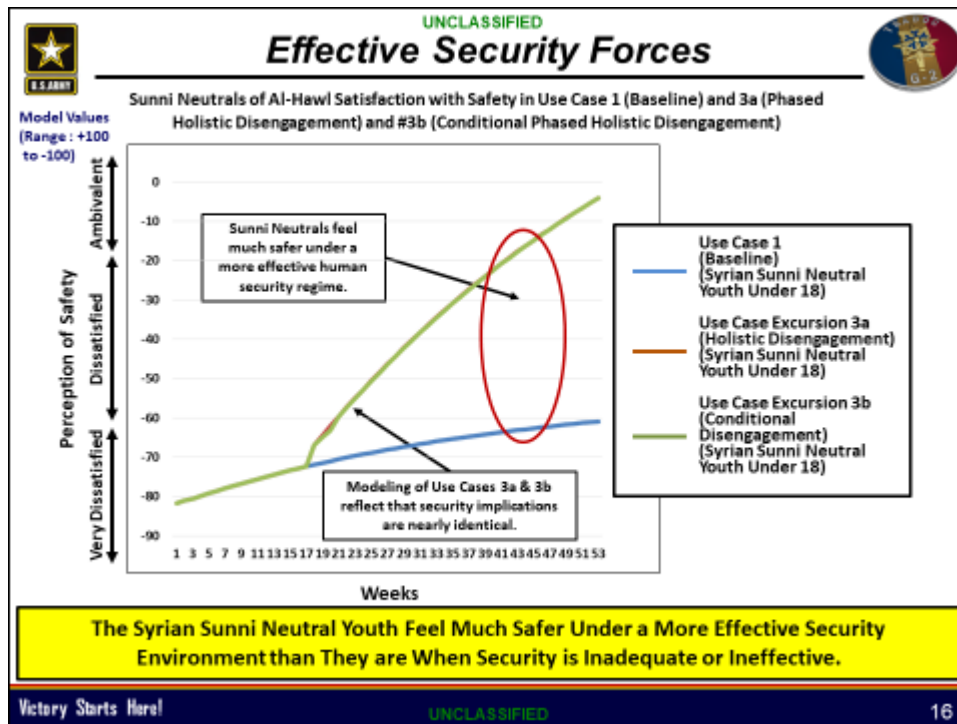 UNCLASSIFIED
Effective Security Forces
U.S.ARMY
G-2
Sunni Neutrals of Al-Hawl Satisfaction with Safety in Use Case 1 (Baseline) and 3a (Phased
Holistic Disengagement) and #3b (Conditional Phased Holistic Disengagement)
Model Values
(Range : +100
to -100)
Perception of Safety
Ambivalent
Dissatisfied
Very Dissatisfied
0
-10
-20
-30
-40
-50
-60
-70
-80
-90
Sunni Neutrals feel
much safer under a
more effective human
security regime.
Modeling of Use Cases 3a & 3b
reflect that security implications
are nearly identical.
1 3 5 7 9 11 13 15 17 19 21 23 25 27 29 31 33 35 37 39 41 43 45 47 49 51 53
Weeks
Use Case 1
(Baseline)
(Syrian Sunni Neutral
Youth Under 18)
Use Case Excursion 3a
(Holistic Disengagement)
(Syrian Sunni Neutral
Youth Under 18)
Use Case Excursion 3b
(Conditional
Disengagement)
(Syrian Sunni Neutral
Youth Under 18)
The Syrian Sunni Neutral Youth Feel Much Safer Under a More Effective Security
Environment than They are When Security is Inadequate or Ineffective.
Victory Starts Here!
UNCLASSIFIED
16